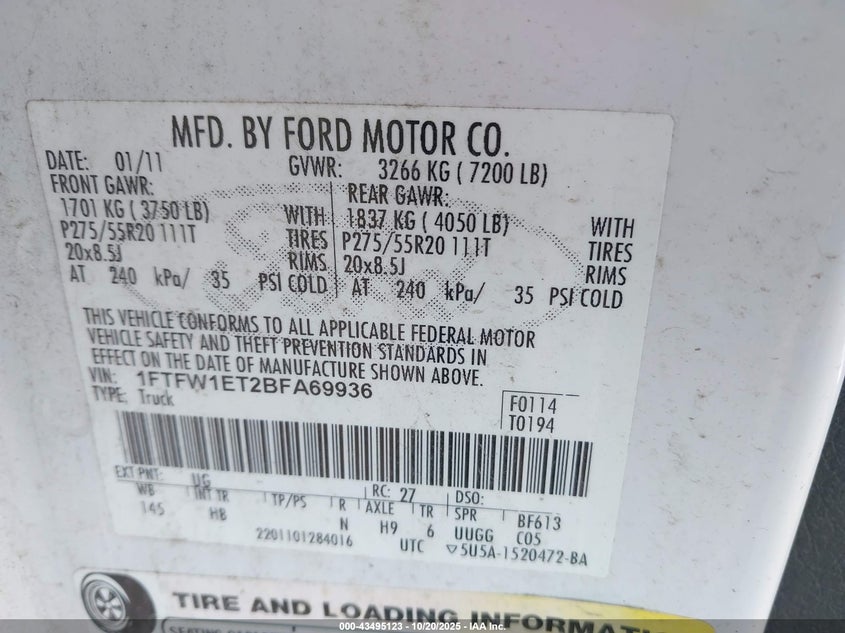 MFD. BY FORD MOTOR CO.
DATE: 01/11 GVWR: 3266 KG ( 7200 LB)
FRONT GAWR: REAR GAWR:
1701 KG ( 3750 LB) WITH 1837 KG ( 4050 LB) WITH
P275/55R20 111T TIRES P275/55R20 111T TIRES
20x8.5J RIMS 20x8.5J RIMS
AT 240 kPa/ 35 PSI COLD AT 240 kPa/ 35 PSI COLD
THIS VEHICLE CONFORMS TO ALL APPLICABLE FEDERAL MOTOR
VEHICLE SAFETY AND THEFT PREVENTION STANDARDS IN
EFFECT ON THE DATE OF MANUFACTURE SHOWN ABOVE.
VIN: 1FTFW1ET2BFA69936
TYPE: Truck
F0114
T0194
EXT PNT: UG RC: 27 DSO:
WB INT TR TP/PS R AXLE TR SPR BF613
145 HB N H9 6 UUGG C05
2201101284016 UTC ▽5U5A-1520472-BA
TIRE AND LOADING INFORMATION
000-43495123 | 10/20/2025 | IAA Inc.